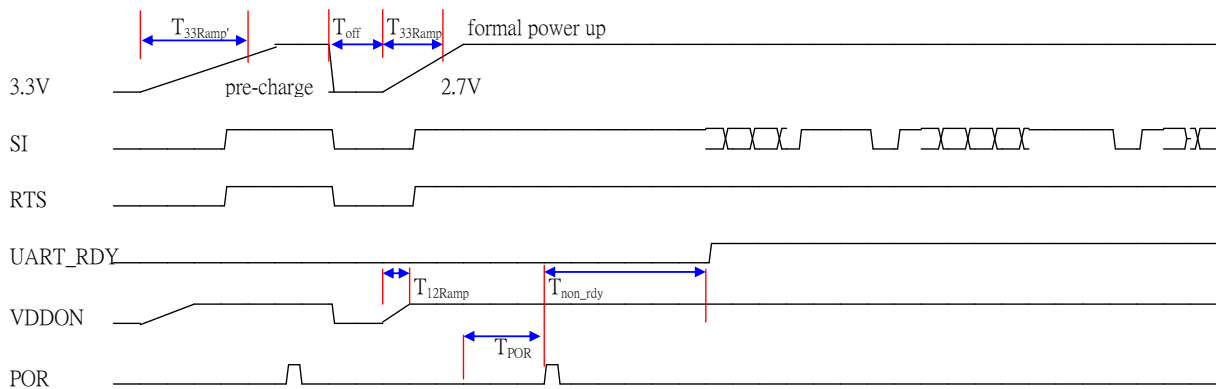 T33Ramp' Toff T33Ramp formal power up
3.3V pre-charge 2.7V
SI
RTS
UART_RDY
T12Ramp Tnon_rdy
VDDON
TPOR
POR